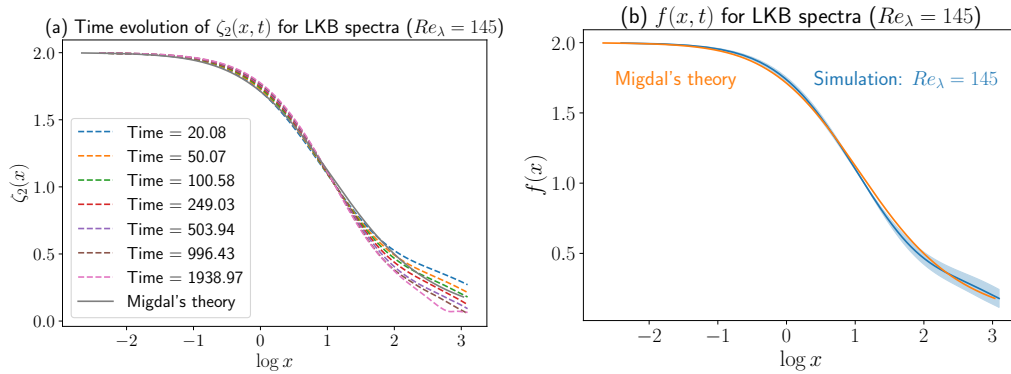 (a) Time evolution of ζ₂(x, t) for LKB spectra (Re_λ = 145)
2.0
1.5
1.0
0.5
0.0
ζ₂(x)
Time = 20.08
Time = 50.07
Time = 100.58
Time = 249.03
Time = 503.94
Time = 996.43
Time = 1938.97
Migdal's theory
−2 −1 0 1 2 3
log x
(b) f(x, t) for LKB spectra (Re_λ = 145)
Migdal's theory
Simulation: Re_λ = 145
2.0
1.5
1.0
0.5
f(x)
−2 −1 0 1 2 3
log x